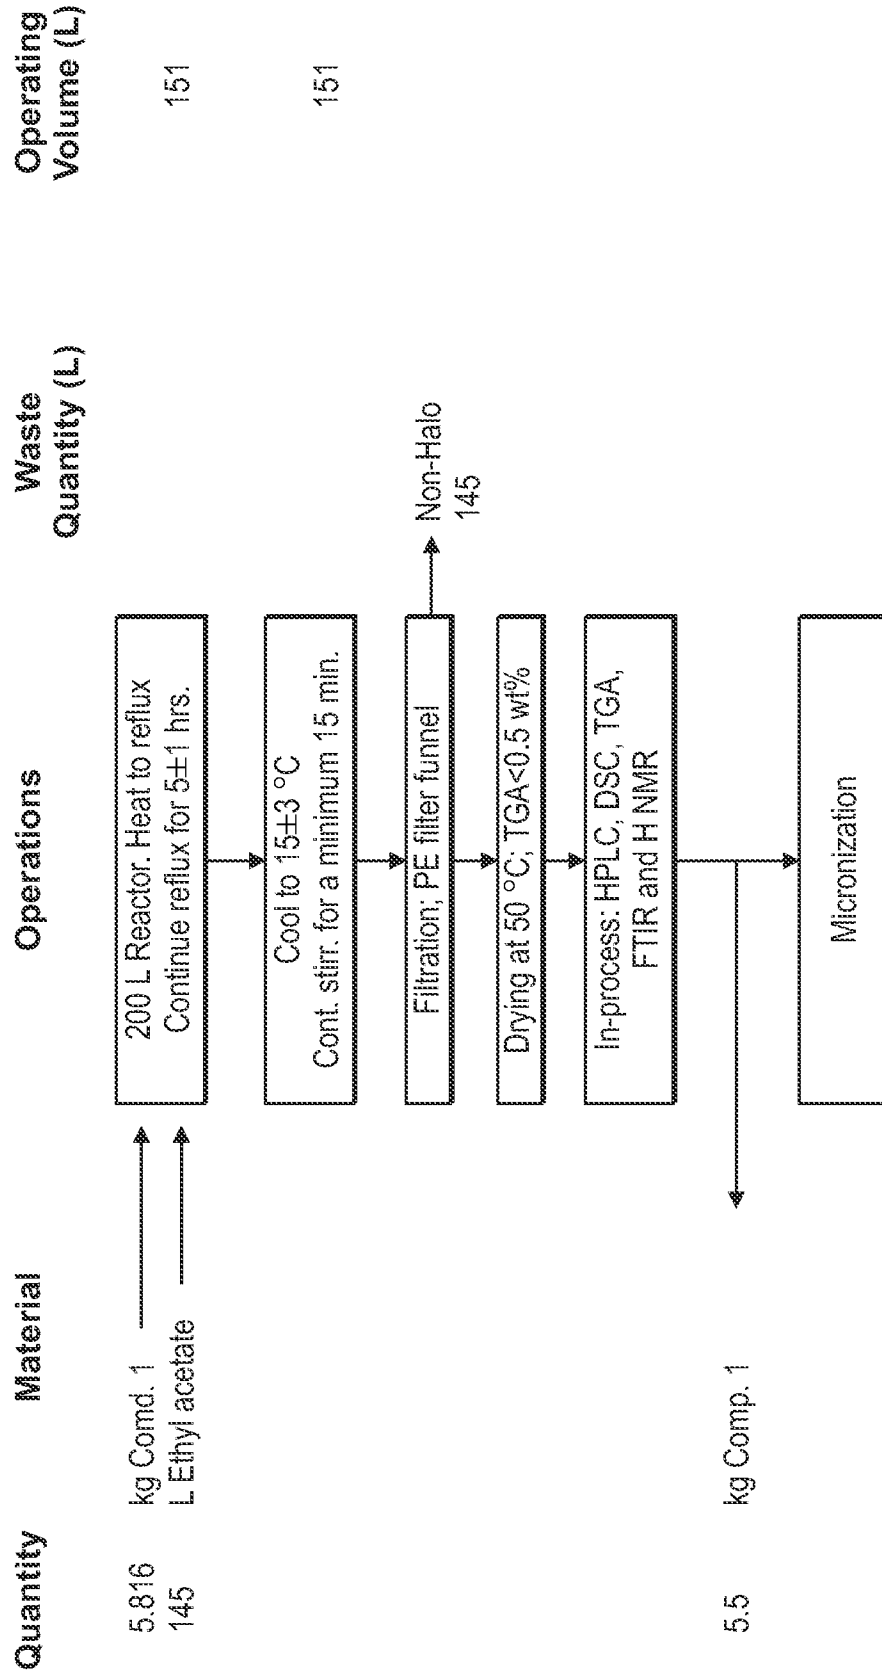 Quantity
Material
Operations
Waste
Quantity (L)
Operating
Volume (L)
5.816
kg Comd. 1
145
L Ethyl acetate
200 L Reactor. Heat to reflux
Continue reflux for 5±1 hrs.
151
Cool to 15±3 °C
Cont. stirr. for a minimum 15 min.
151
Filtration; PE filter funnel
Non-Halo
145
Drying at 50 °C; TGA<0.5 wt%
In-process: HPLC, DSC, TGA,
FTIR and H NMR
5.5
kg Comp. 1
Micronization